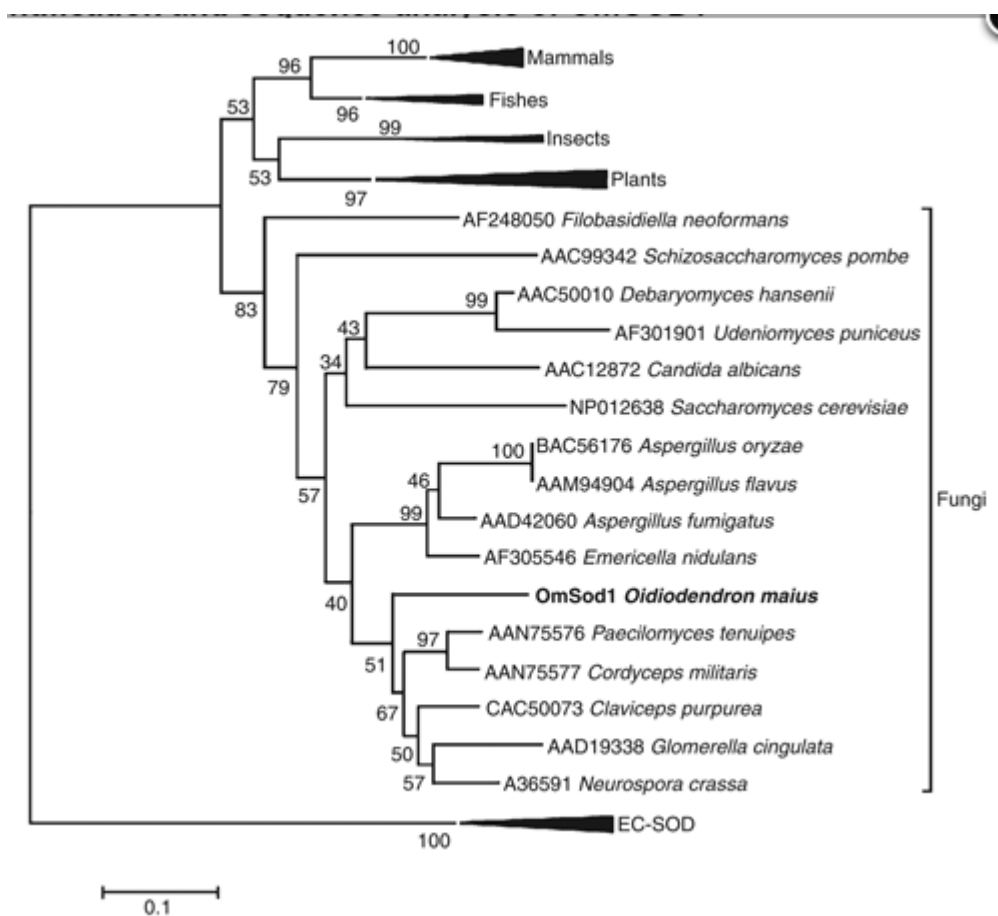 100
Mammals
96
Fishes
96
53
99
Insects
53
Plants
97
AF248050 Filobasidiella neoformans
AAC99342 Schizosaccharomyces pombe
83
AAC50010 Debaryomyces hansenii
99
AF301901 Udeniomyces puniceus
43
34
AAC12872 Candida albicans
79
NP012638 Saccharomyces cerevisiae
BAC56176 Aspergillus oryzae
100
AAM94904 Aspergillus flavus
46
57
Fungi
99
AAD42060 Aspergillus fumigatus
AF305546 Emericella nidulans
OmSod1 Oidiodendron maius
40
AAN75576 Paecilomyces tenuipes
97
51
AAN75577 Cordyceps militaris
CAC50073 Claviceps purpurea
67
AAD19338 Glomerella cingulata
50
57
A36591 Neurospora crassa
EC-SOD
100
0.1